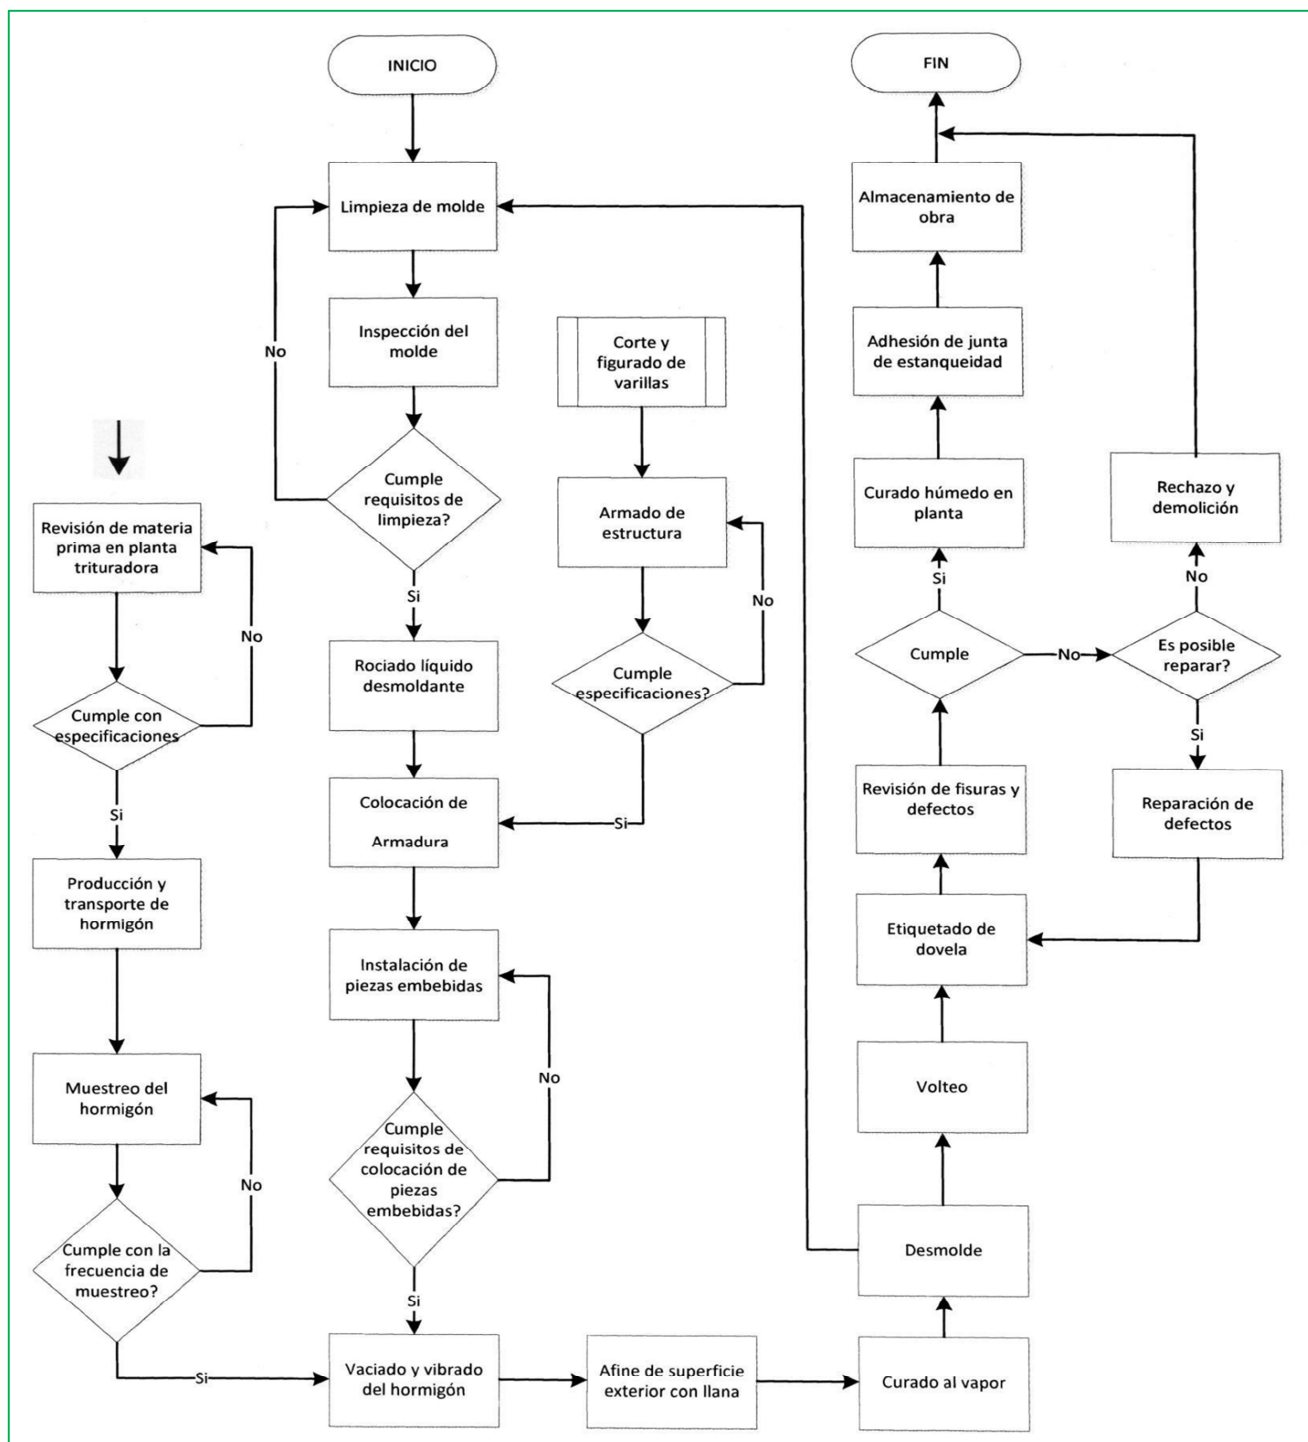 INICIO
FIN
Limpieza de molde
Almacenamiento de
obra
Inspección del
molde
No
Corte y
figurado de
varillas
Adhesión de junta
de estanqueidad
Cumple
requisitos de
limpieza?
Armado de
estructura
No
Curado húmedo en
planta
Rechazo y
demolición
Revisión de materia
prima en planta
trituradora
No
Si
Si
No
Rociado líquido
desmoldante
Cumple
especificaciones?
Cumple
No
Es posible
reparar?
Cumple con
especificaciones
Si
Si
Colocación de
Armadura
Si
Revisión de fisuras y
defectos
Reparación de
defectos
Producción y
transporte de
hormigón
Instalación de
piezas embebidas
No
Etiquetado de
dovela
Muestreo del
hormigón
No
Volteo
Cumple
requisitos de
colocación de
piezas
embebidas?
Cumple con la
frecuencia de
muestreo?
Desmolde
Si
Si
Vaciado y vibrado
del hormigón
Afine de superficie
exterior con llana
Curado al vapor